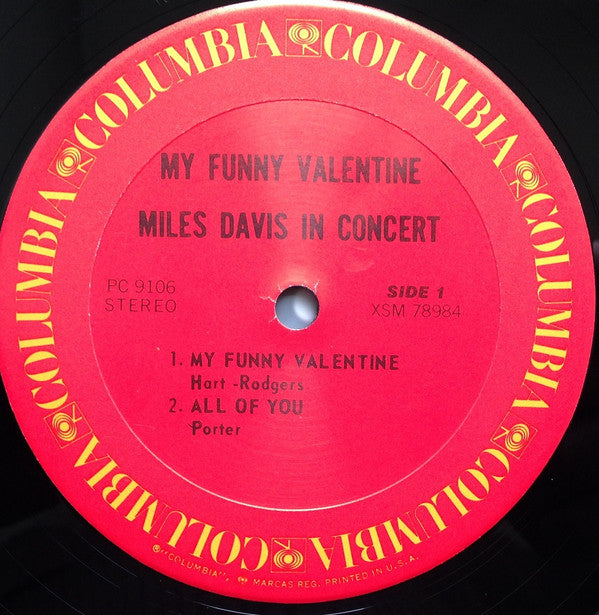 COLUMBIA COLUMBIA COLUMBIA COLUMBIA COLUMBIA COLUMBIA
MY FUNNY VALENTINE
MILES DAVIS IN CONCERT
PC 9106
STEREO
SIDE 1
XSM 78984
1. MY FUNNY VALENTINE
Hart -Rodgers
2. ALL OF YOU
Porter
®"COLUMBIA", MARCAS REG. PRINTED IN U.S.A.